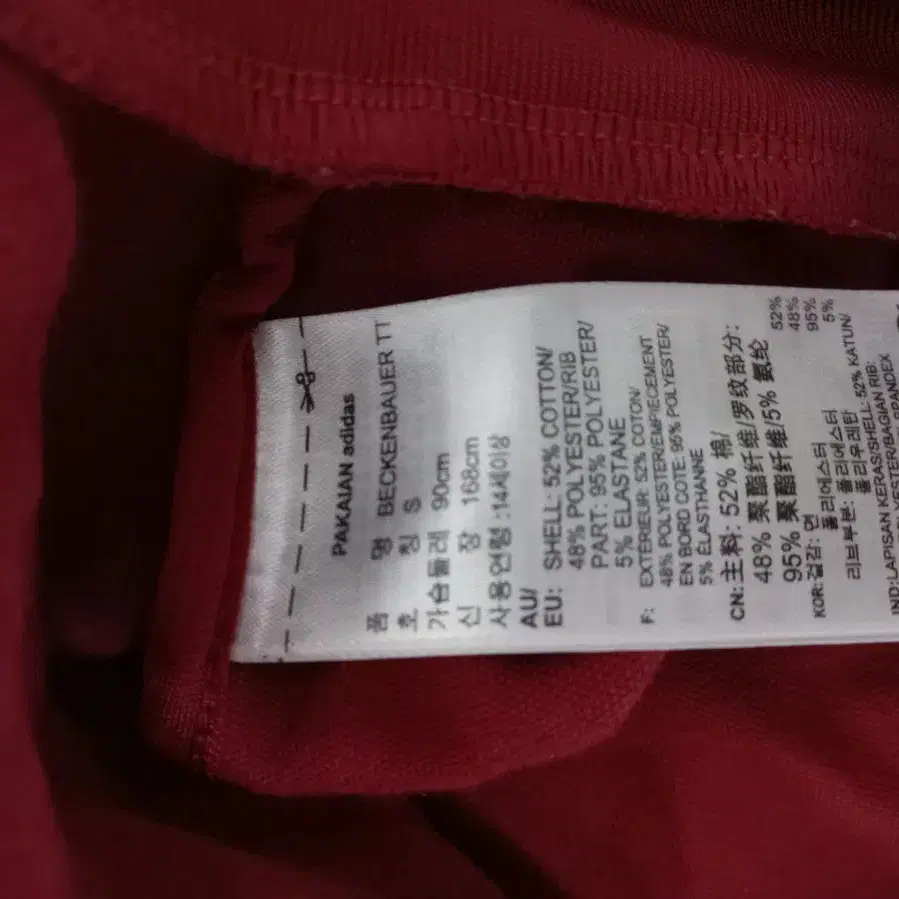 PAKAIAN adidas
품 명 BECKENBAUER TT
호 칭 S
가슴둘레 90cm
신 장 168cm
사용연령 :14세이상
AU/
EU: SHELL: 52% COTTON/
48% POLYESTER/RIB
PART: 95% POLYESTER/
5% ELASTANE
F: EXTÉRIEUR: 52% COTON/
48% POLYESTER/EMPIECEMENT
EN BORD COTE: 95% POLYESTER/
5% ÉLASTHANNE
CN: 主料: 52% 棉/
48% 聚酯纤维/罗纹部分:
95% 聚酯纤维/5% 氨纶
KOR: 겉감: 면 52%
폴리에스터 48%
리브부분: 폴리에스터 95%
폴리우레탄 5%
IND: LAPISAN KERAS/SHELL: 52% KATUN/
POLYESTER/BAGIAN RIB: